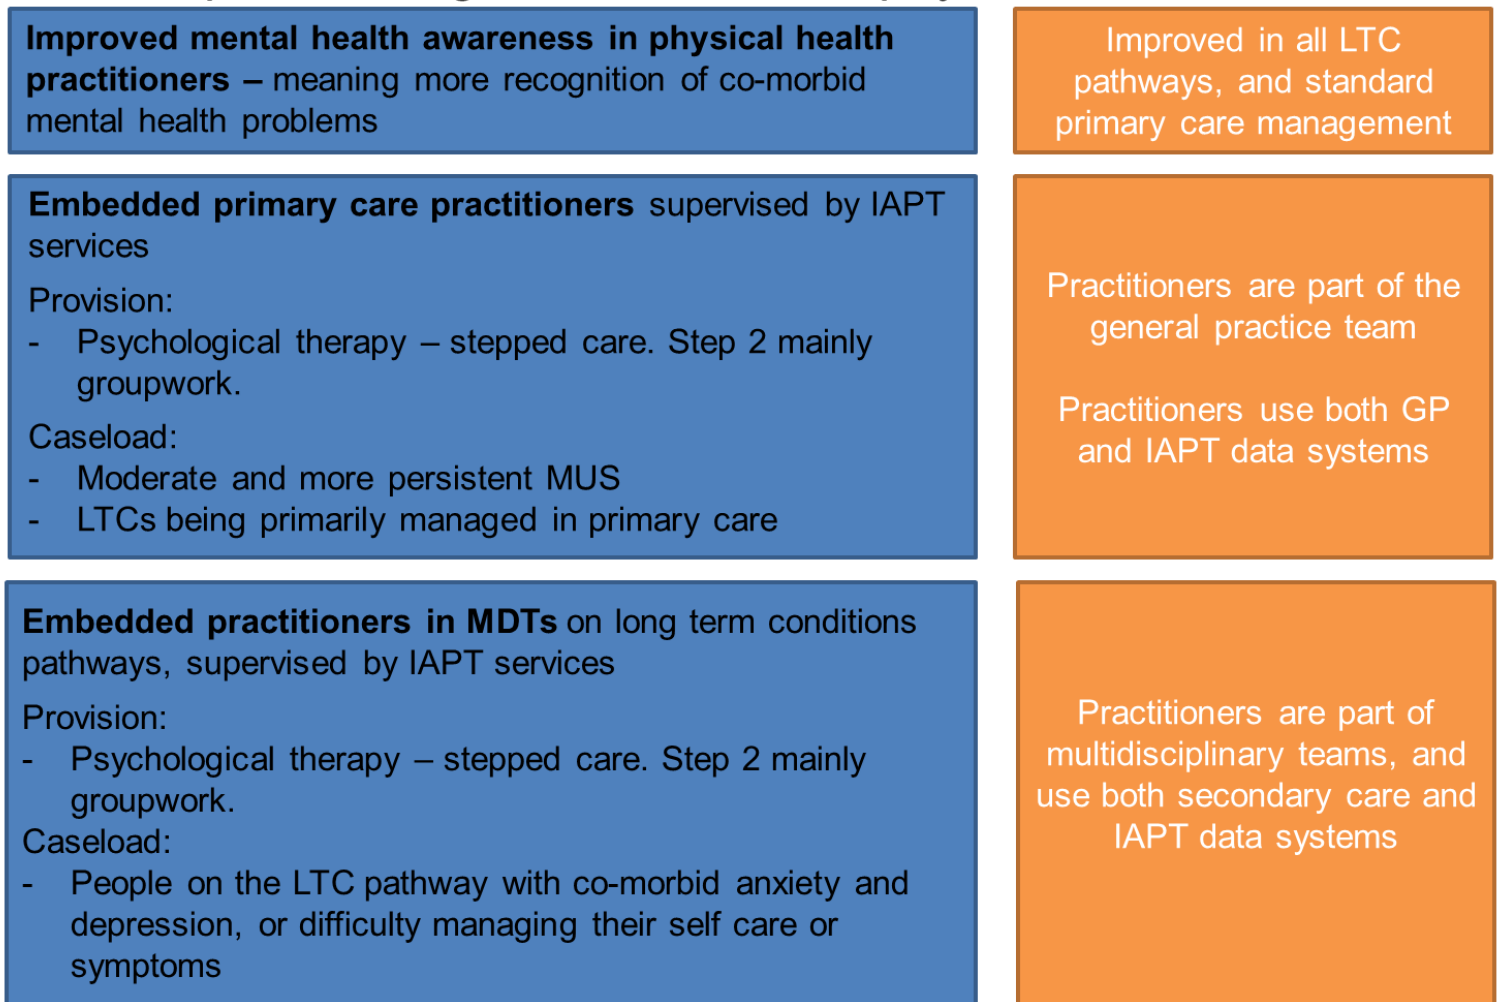 Improved mental health awareness in physical health
practitioners – meaning more recognition of co-morbid
mental health problems
Improved in all LTC
pathways, and standard
primary care management
Embedded primary care practitioners supervised by IAPT
services
Provision:
- Psychological therapy – stepped care. Step 2 mainly
groupwork.
Caseload:
- Moderate and more persistent MUS
- LTCs being primarily managed in primary care
Practitioners are part of the
general practice team
Practitioners use both GP
and IAPT data systems
Embedded practitioners in MDTs on long term conditions
pathways, supervised by IAPT services
Provision:
- Psychological therapy – stepped care. Step 2 mainly
groupwork.
Caseload:
- People on the LTC pathway with co-morbid anxiety and
depression, or difficulty managing their self care or
symptoms
Practitioners are part of
multidisciplinary teams, and
use both secondary care and
IAPT data systems